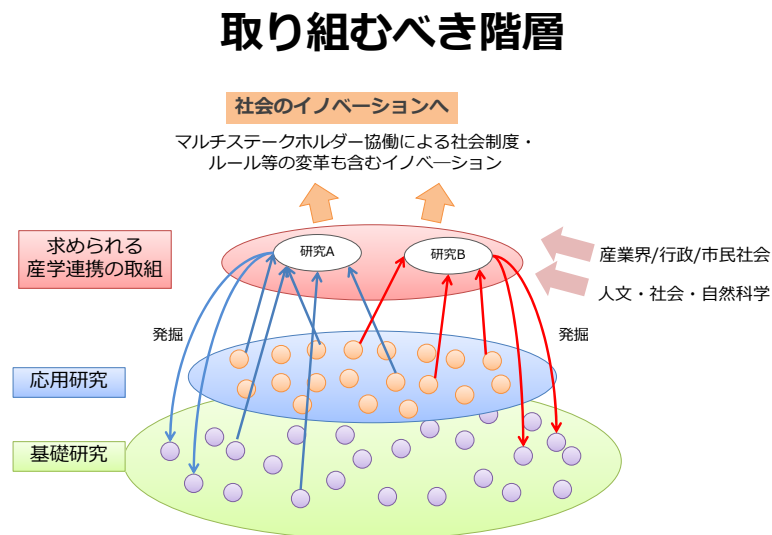 取り組むべき階層
社会のイノベーションへ
マルチステークホルダー協働による社会制度・
ルール等の変革も含むイノベーション
求められる
産学連携の取組
研究A
研究B
産業界/行政/市民社会
人文・社会・自然科学
発掘
発掘
応用研究
基礎研究